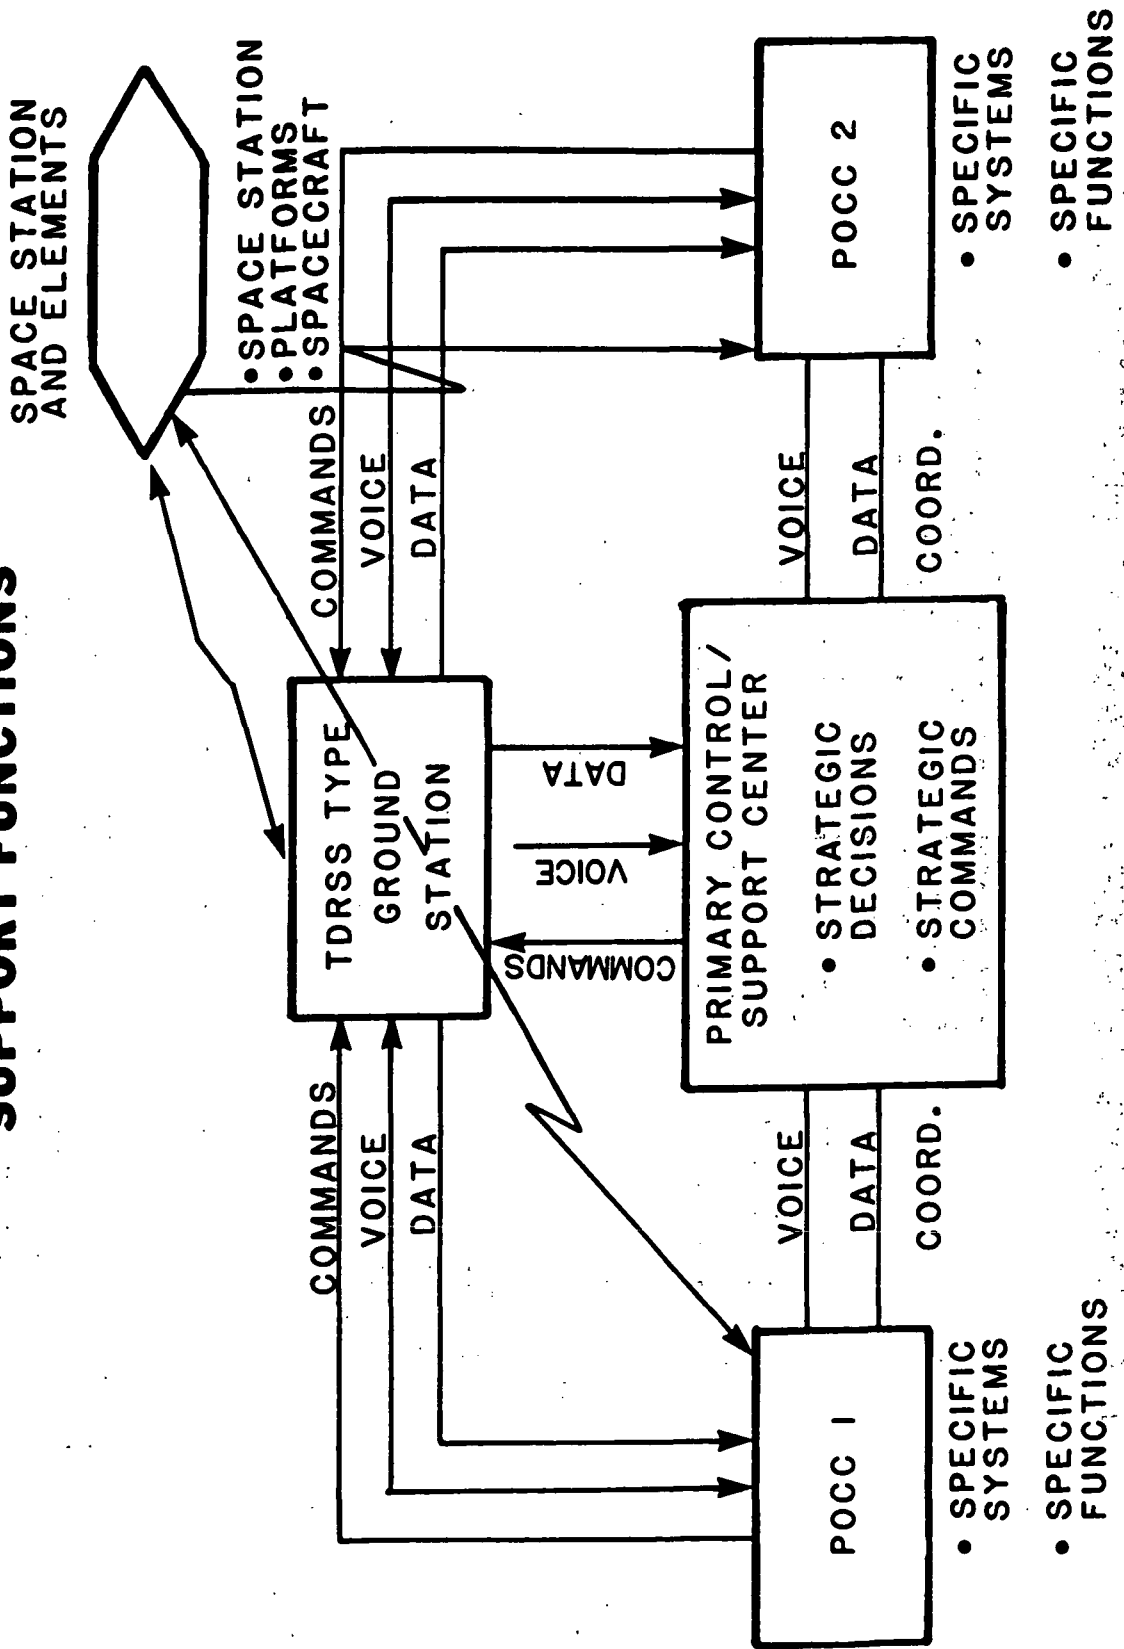 SUPPORT FUNCTIONS
SPACE STATION
AND ELEMENTS
• SPACE STATION
• PLATFORMS
• SPACECRAFT
COMMANDS
VOICE
DATA
TDRSS TYPE
GROUND
STATION
COMMANDS
VOICE
DATA
COMMANDS
VOICE
DATA
POCC 1
• SPECIFIC
SYSTEMS
• SPECIFIC
FUNCTIONS
VOICE
DATA
COORD.
PRIMARY CONTROL/
SUPPORT CENTER
• STRATEGIC
DECISIONS
• STRATEGIC
COMMANDS
VOICE
DATA
COORD.
POCC 2
• SPECIFIC
SYSTEMS
• SPECIFIC
FUNCTIONS